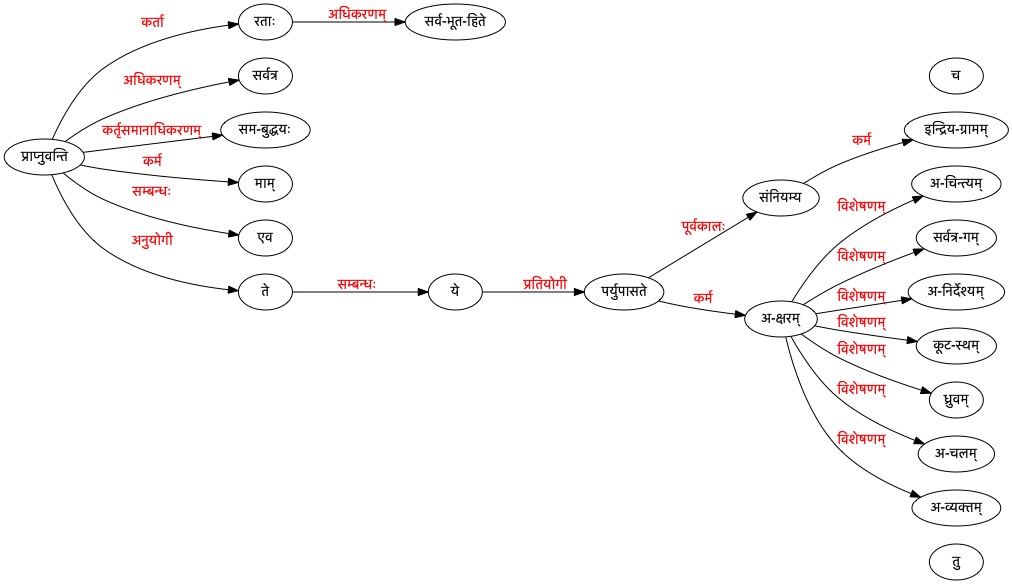 कर्ता
रताः
अधिकरणम्
सर्व-भूत-हिते
अधिकरणम्
सर्वत्र
च
कर्तृसमानाधिकरणम्
सम-बुद्धयः
इन्द्रिय-ग्रामम्
प्राप्नुवन्ति
कर्म
माम्
कर्म
संनियम्य
सम्बन्धः
एव
अनुयोगी
ते
सम्बन्धः
ये
प्रतियोगी
पर्युपासते
पूर्वकालः
कर्म
अ-क्षरम्
विशेषणम्
अ-चिन्त्यम्
विशेषणम्
सर्वत्र-गम्
विशेषणम्
अ-निर्देश्यम्
विशेषणम्
कूट-स्थम्
विशेषणम्
ध्रुवम्
विशेषणम्
अ-चलम्
विशेषणम्
अ-व्यक्तम्
तु